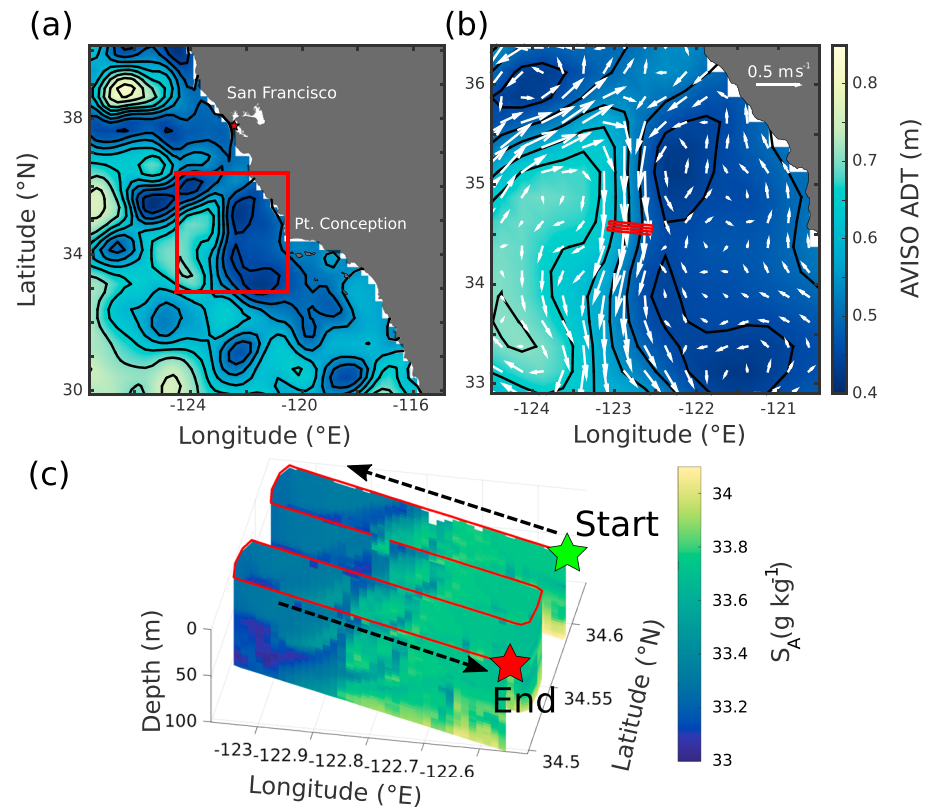 (a)
San Francisco
Pt. Conception
38
36
34
32
30
-124
-120
-116
Latitude (°N)
Longitude (°E)
(b)
0.5 ms⁻¹
36
35
34
33
-124
-123
-122
-121
Longitude (°E)
0.8
0.7
0.6
0.5
0.4
AVISO ADT (m)
(c)
Start
End
0
50
100
Depth (m)
-123
-122.9
-122.8
-122.7
-122.6
Longitude (°E)
34.6
34.55
34.5
Latitude (°N)
34
33.8
33.6
33.4
33.2
33
S_A(g kg⁻¹)